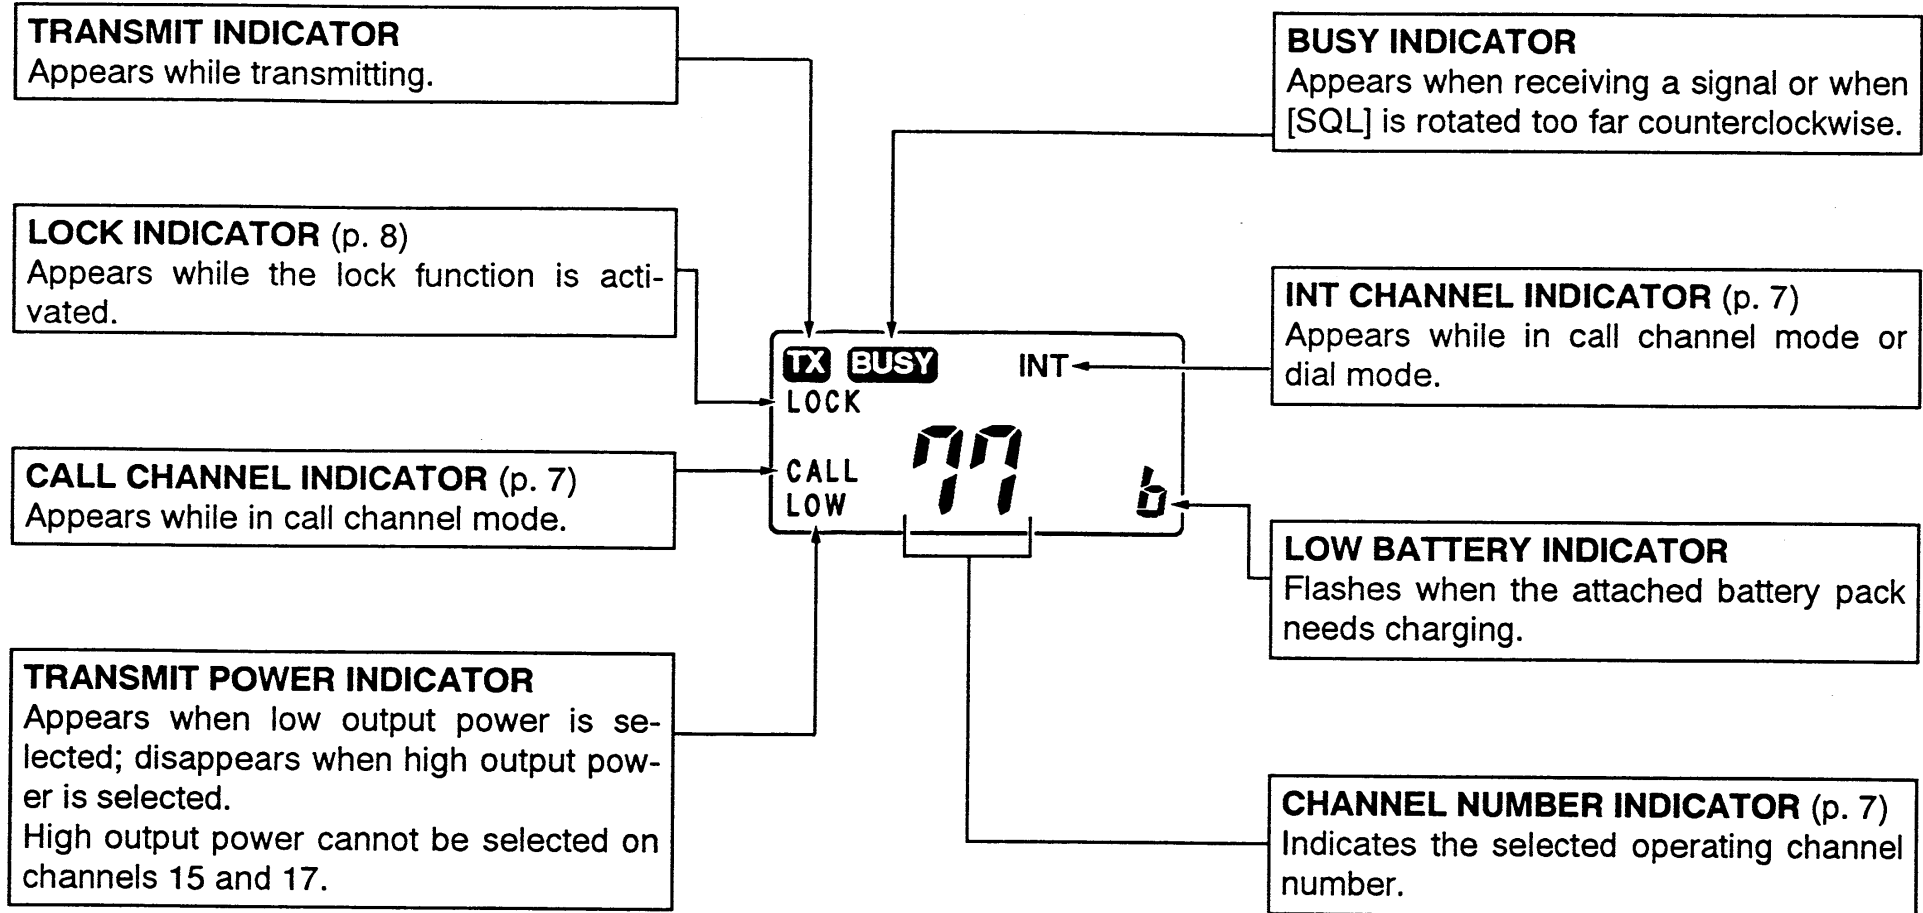 TRANSMIT INDICATOR
Appears while transmitting.
LOCK INDICATOR (p. 8)
Appears while the lock function is acti-
vated.
CALL CHANNEL INDICATOR (p. 7)
Appears while in call channel mode.
TRANSMIT POWER INDICATOR
Appears when low output power is se-
lected; disappears when high output pow-
er is selected.
High output power cannot be selected on
channels 15 and 17.
TX BUSY INT
LOCK
CALL 77 b
LOW
BUSY INDICATOR
Appears when receiving a signal or when
[SQL] is rotated too far counterclockwise.
INT CHANNEL INDICATOR (p. 7)
Appears while in call channel mode or
dial mode.
LOW BATTERY INDICATOR
Flashes when the attached battery pack
needs charging.
CHANNEL NUMBER INDICATOR (p. 7)
Indicates the selected operating channel
number.